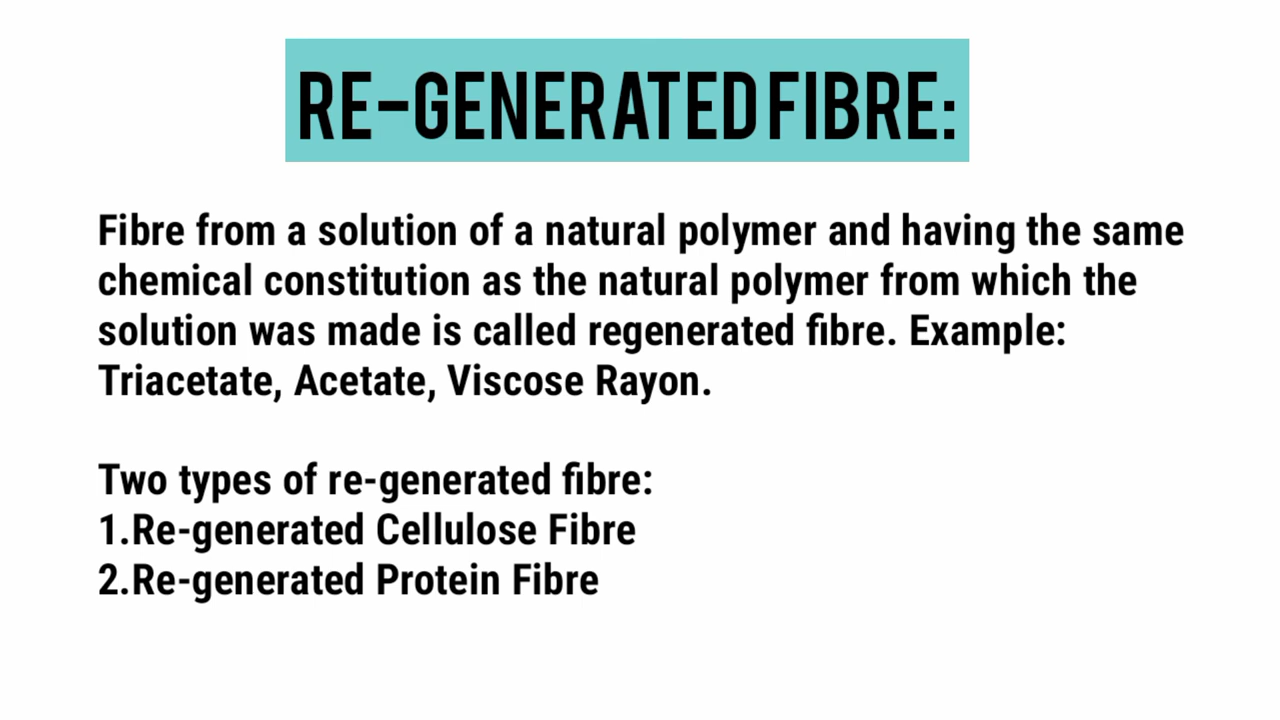 RE-GENERATED FIBRE:
Fibre from a solution of a natural polymer and having the same
chemical constitution as the natural polymer from which the
solution was made is called regenerated fibre. Example:
Triacetate, Acetate, Viscose Rayon.
Two types of re-generated fibre:
1.Re-generated Cellulose Fibre
2.Re-generated Protein Fibre